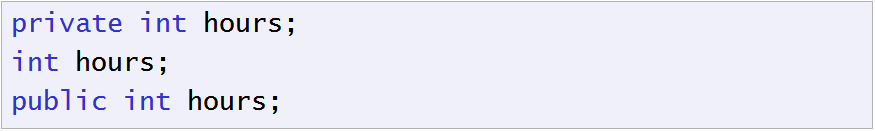 private int hours;
int hours;
public int hours;